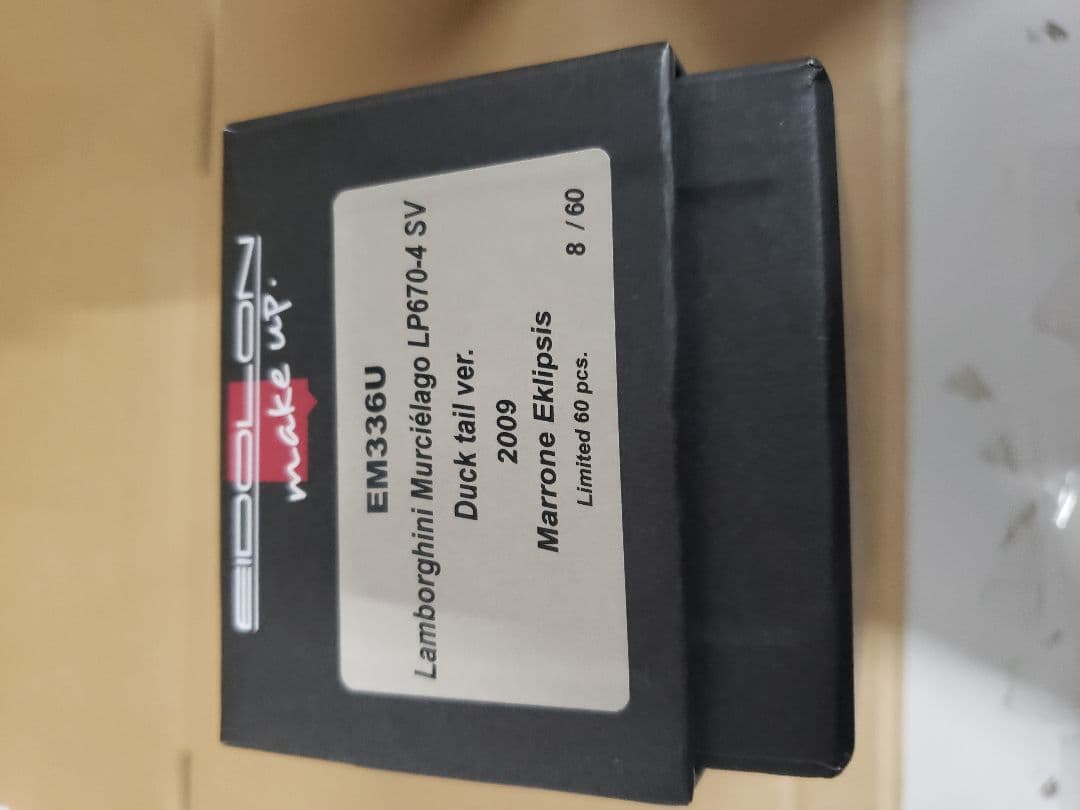 EIDOLON
make up.
EM336U
Lamborghini Murciélago LP670-4 SV
Duck tail ver.
2009
Marrone Eklipsis
Limited 60 pcs.
8 / 60